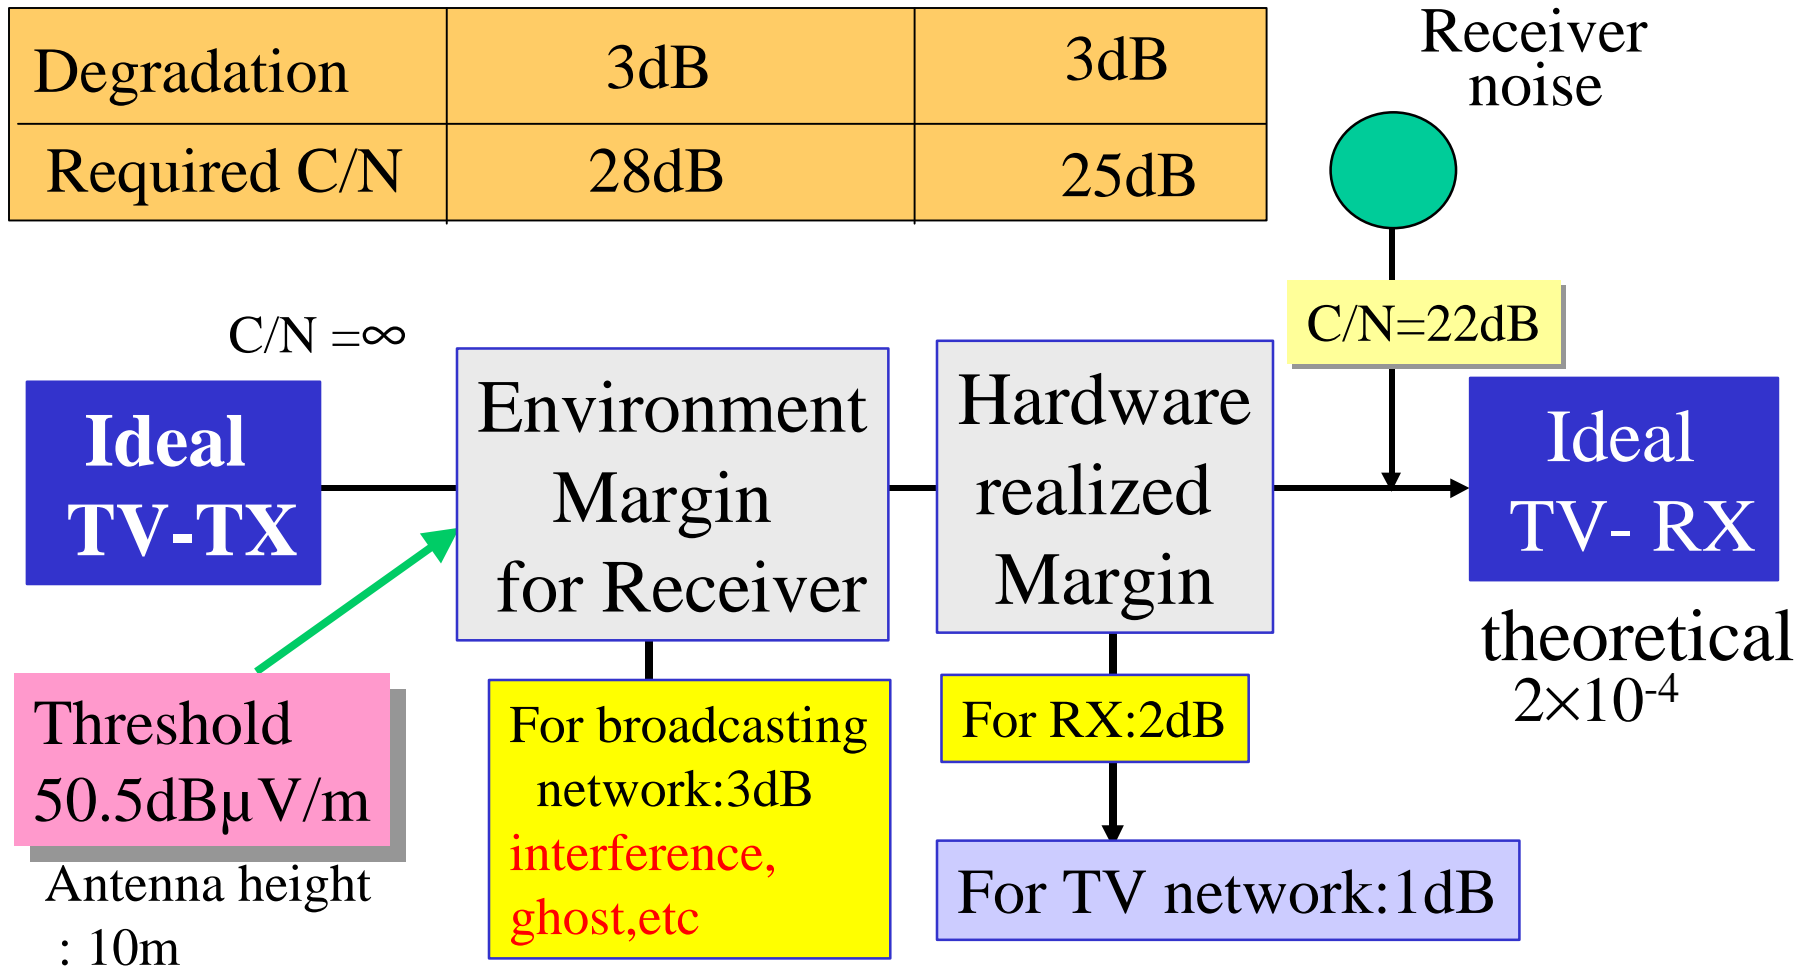 Degradation 3dB 3dB
Required C/N 28dB 25dB
Receiver
noise
C/N=22dB
C/N =∞
Ideal
TV-TX
Environment
Margin
for Receiver
Hardware
realized
Margin
Ideal
TV- RX
theoretical
2×10⁻⁴
Threshold
50.5dBμV/m
Antenna height
: 10m
For broadcasting
network:3dB
interference,
ghost,etc
For RX:2dB
For TV network:1dB